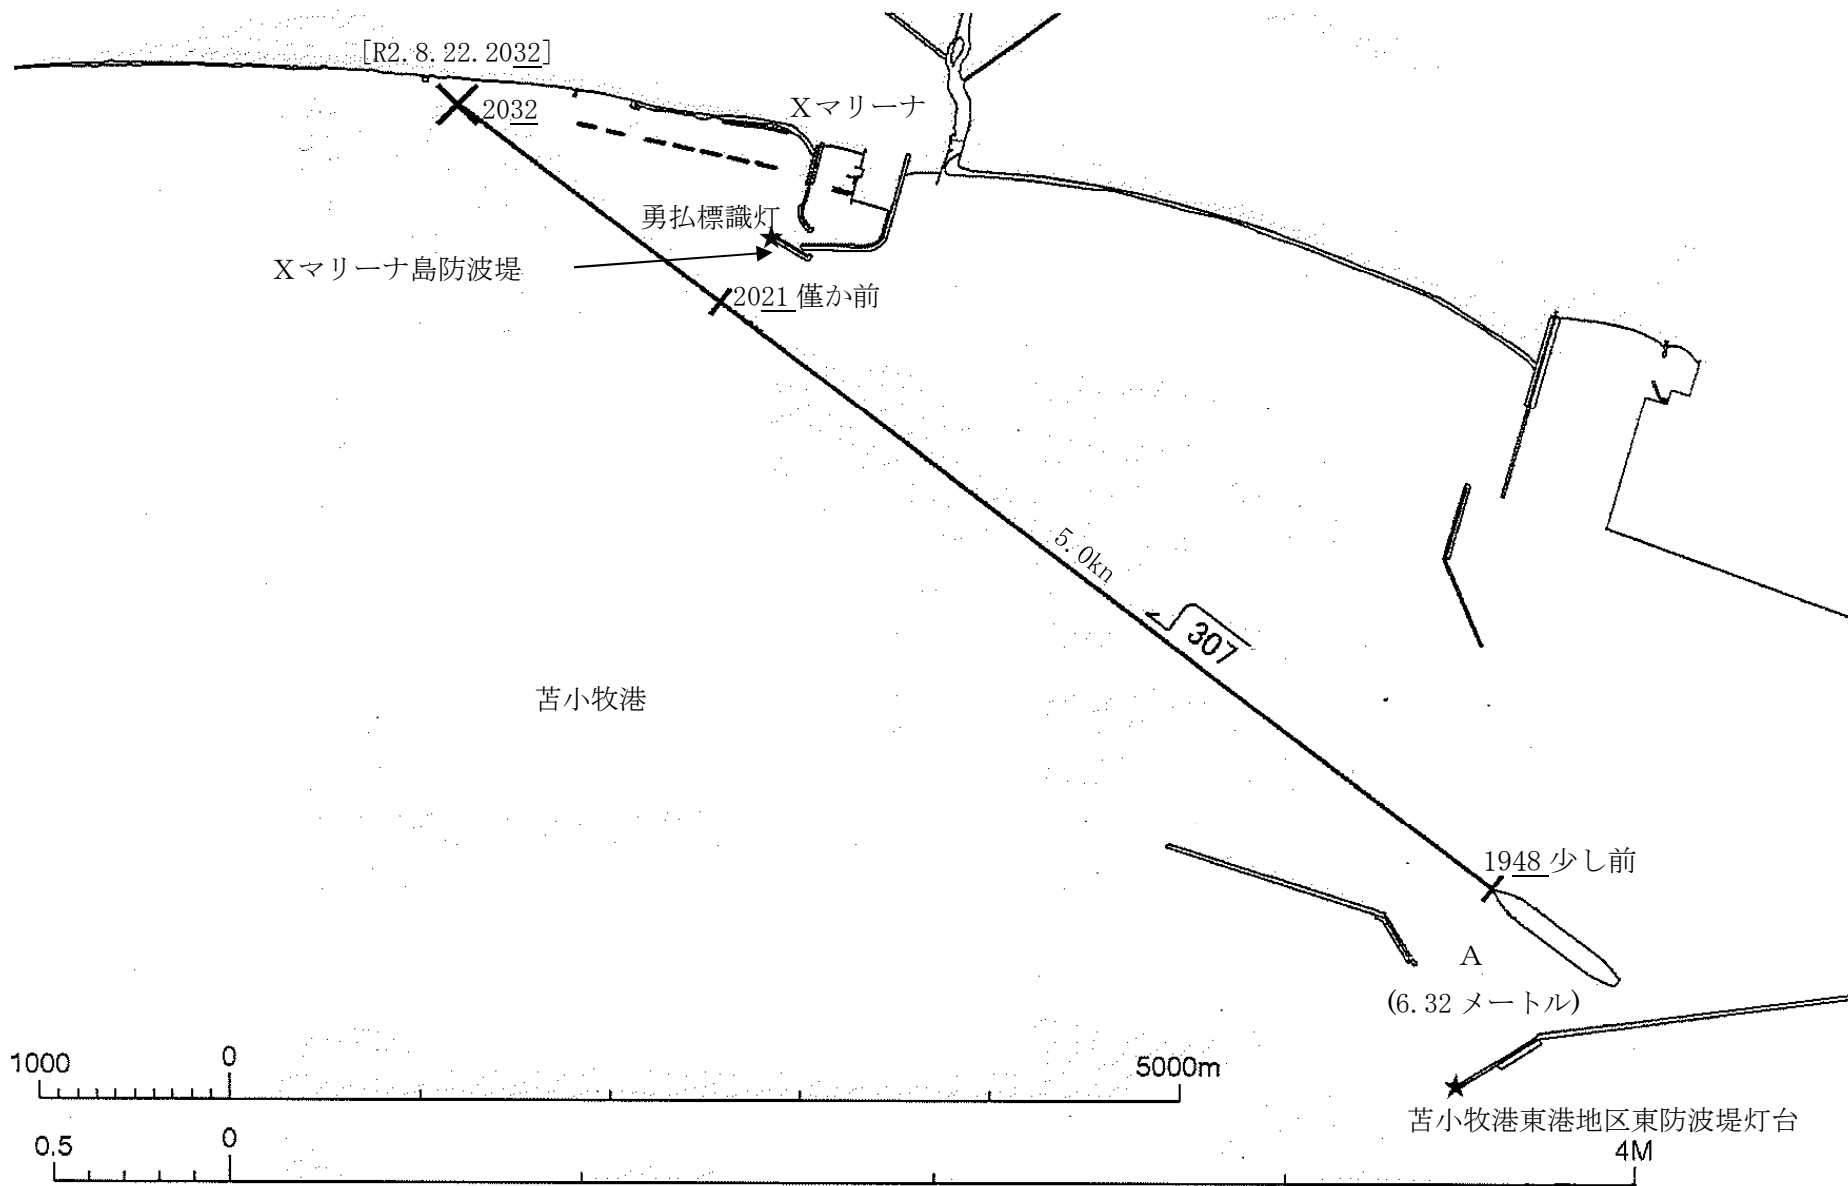 [R2.8.22.2032]
2032
Xマリーナ
勇払標識灯
Xマリーナ島防波堤
2021 僅か前
5.0kn
307
苫小牧港
1948 少し前
A
(6.32 メートル)
1000 0 5000m
苫小牧港東港地区東防波堤灯台
0.5 0 4M